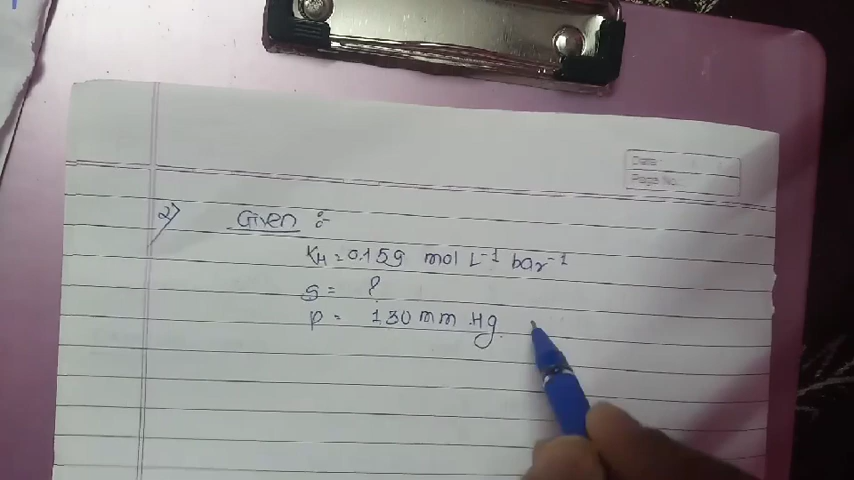 Date:
Page No.
2) Given :-
KH = 0.159 mol L⁻¹ bar⁻¹
S = ?
P = 130 mm Hg.